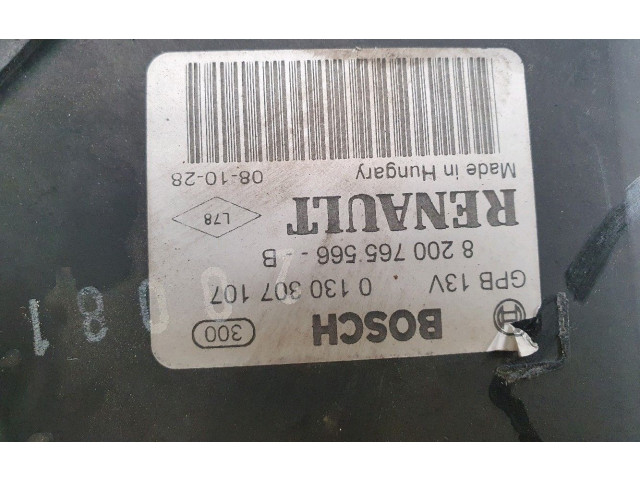 BOSCH 300
GPB 13V . 0 130 307 107
8 200 765 566 - B
RENAULT L78
Made in Hungary 08-10-28